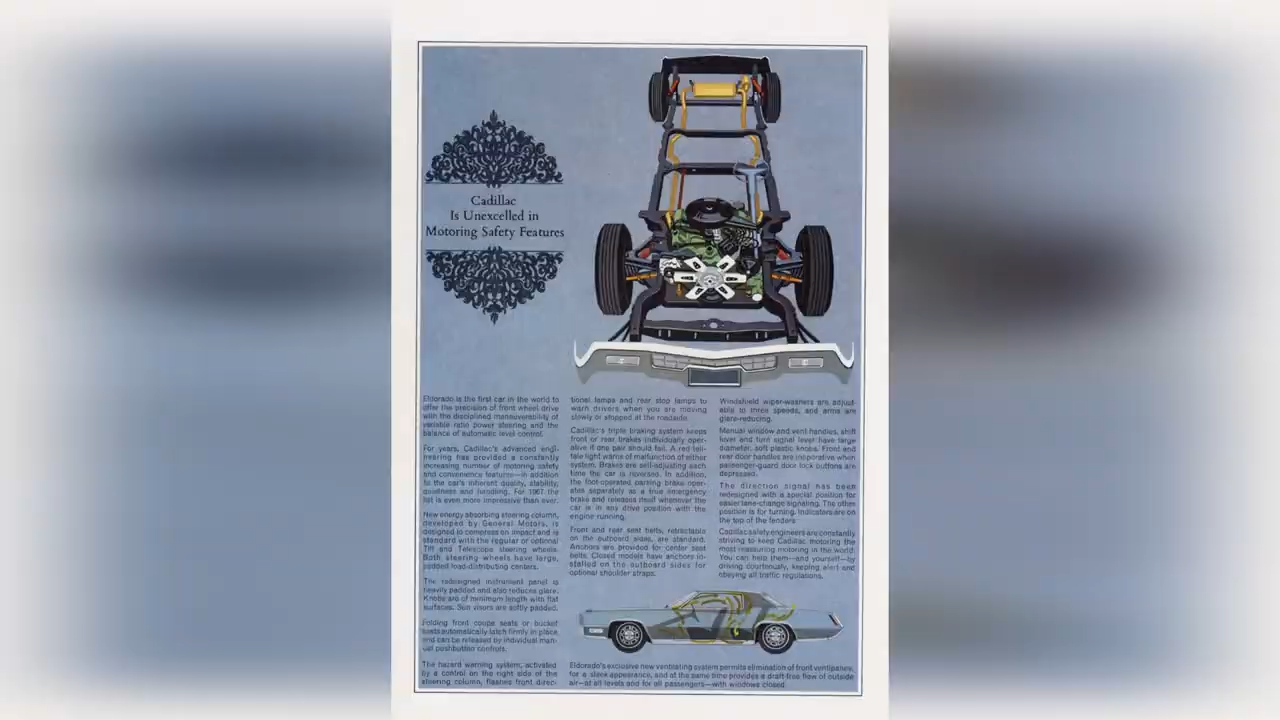 Cadillac
Is Unexcelled in
Motoring Safety Features
Eldorado is the first car in the world to
offer the precision of front wheel drive
with the disciplined maneuverability of
variable ratio power steering and the
balance of automatic level control.
For years, Cadillac's advanced engi-
neering has provided a constantly
increasing number of motoring safety
and convenience features—in addition
to the car's inherent quality, stability,
quietness and handling. For 1967 the
list is even more impressive than ever.
New energy absorbing steering column,
developed by General Motors, is
designed to compress on impact and is
standard with the regular or optional
Tilt and Telescope steering wheels.
Both steering wheels have large,
padded load-distributing centers.
The redesigned instrument panel is
heavily padded and also reduces glare.
Knobs are of minimum length with flat
surfaces. Sun visors are softly padded.
Folding front coupe seats or bucket
seats automatically latch firmly in place
and can be released by individual man-
ual pushbutton controls.
The hazard warning system, activated
by a control on the right side of the
steering column, flashes front direc-
tional lamps and rear stop lamps to
warn drivers when you are moving
slowly or stopped at the roadside.
Cadillac's triple braking system keeps
front or rear brakes individually oper-
ative if one pair should fail. A red tell-
tale light warns of malfunction of either
system. Brakes are self-adjusting each
time the car is reversed. In addition,
the foot-operated parking brake oper-
ates separately as a true emergency
brake and releases itself whenever the
car is in any drive position with the
engine running.
Front and rear seat belts, retractable
on the outboard sides, are standard.
Anchors are provided for center seat
belts. Closed models have anchors in-
stalled on the outboard sides for
optional shoulder straps.
Windshield wiper-washers are adjust-
able to three speeds, and arms are
glare-reducing.
Manual window and vent handles, shift
lever and turn signal lever have large
diameter, soft plastic knobs. Front and
rear door handles are inoperative when
passenger-guard door lock buttons are
depressed.
The direction signal has been
redesigned with a special position for
easier lane-change signaling. The other
position is for turning. Indicators are on
the top of the fenders.
Cadillac safety engineers are constantly
striving to keep Cadillac motoring the
most reassuring motoring in the world.
You can help them—and yourself—by
driving courteously, keeping alert and
obeying all traffic regulations.
Eldorado's exclusive new ventilating system permits elimination of front ventipanes,
for a sleek appearance, and at the same time provides a draft-free flow of outside
air—at all levels and for all passengers—with windows closed.